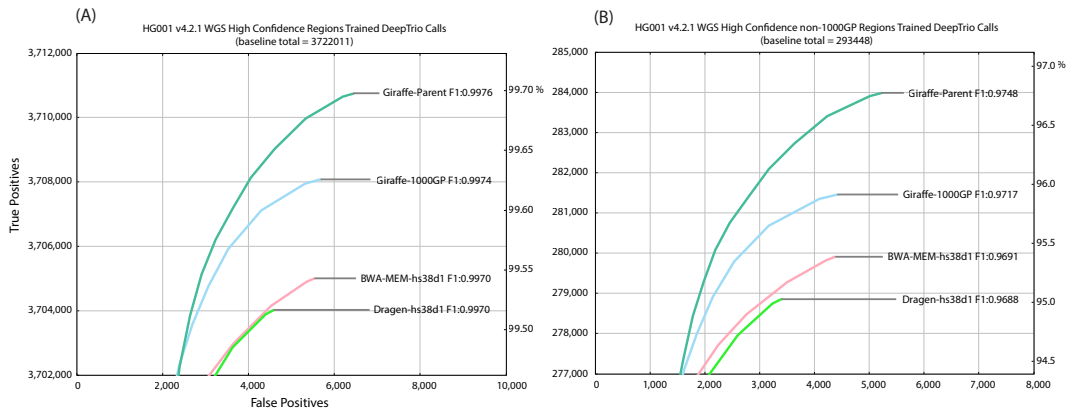 (A)
HG001 v4.2.1 WGS High Confidence Regions Trained DeepTrio Calls
(baseline total = 3722011)
3,712,000
3,710,000
3,708,000
3,706,000
3,704,000
3,702,000
True Positives
99.70 %
99.65
99.60
99.55
99.50
Giraffe-Parent F1:0.9976
Giraffe-1000GP F1:0.9974
BWA-MEM-hs38d1 F1:0.9970
Dragen-hs38d1 F1:0.9970
0
2,000
4,000
6,000
8,000
10,000
False Positives
(B)
HG001 v4.2.1 WGS High Confidence non-1000GP Regions Trained DeepTrio Calls
(baseline total = 293448)
285,000
284,000
283,000
282,000
281,000
280,000
279,000
278,000
277,000
97.0 %
96.5
96.0
95.5
95.0
94.5
Giraffe-Parent F1:0.9748
Giraffe-1000GP F1:0.9717
BWA-MEM-hs38d1 F1:0.9691
Dragen-hs38d1 F1:0.9688
0
1,000
2,000
3,000
4,000
5,000
6,000
7,000
8,000